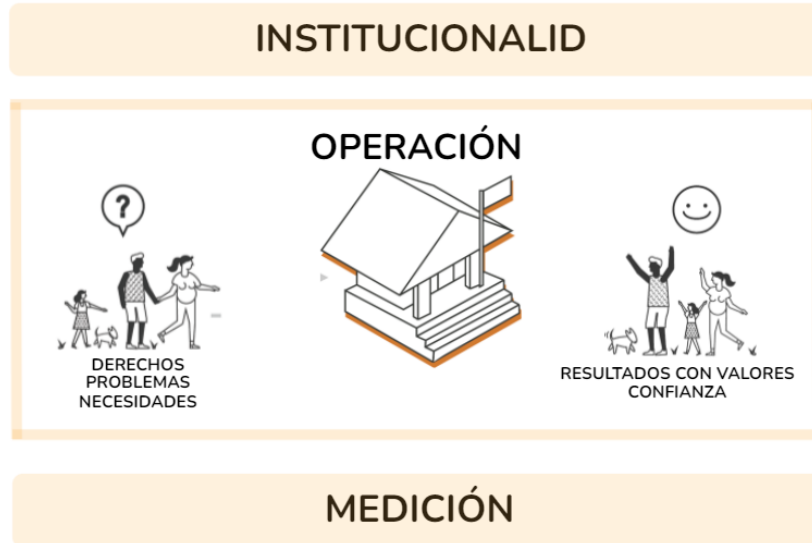 INSTITUCIONALID
OPERACIÓN
?
DERECHOS
PROBLEMAS
NECESIDADES
RESULTADOS CON VALORES
CONFIANZA
MEDICIÓN